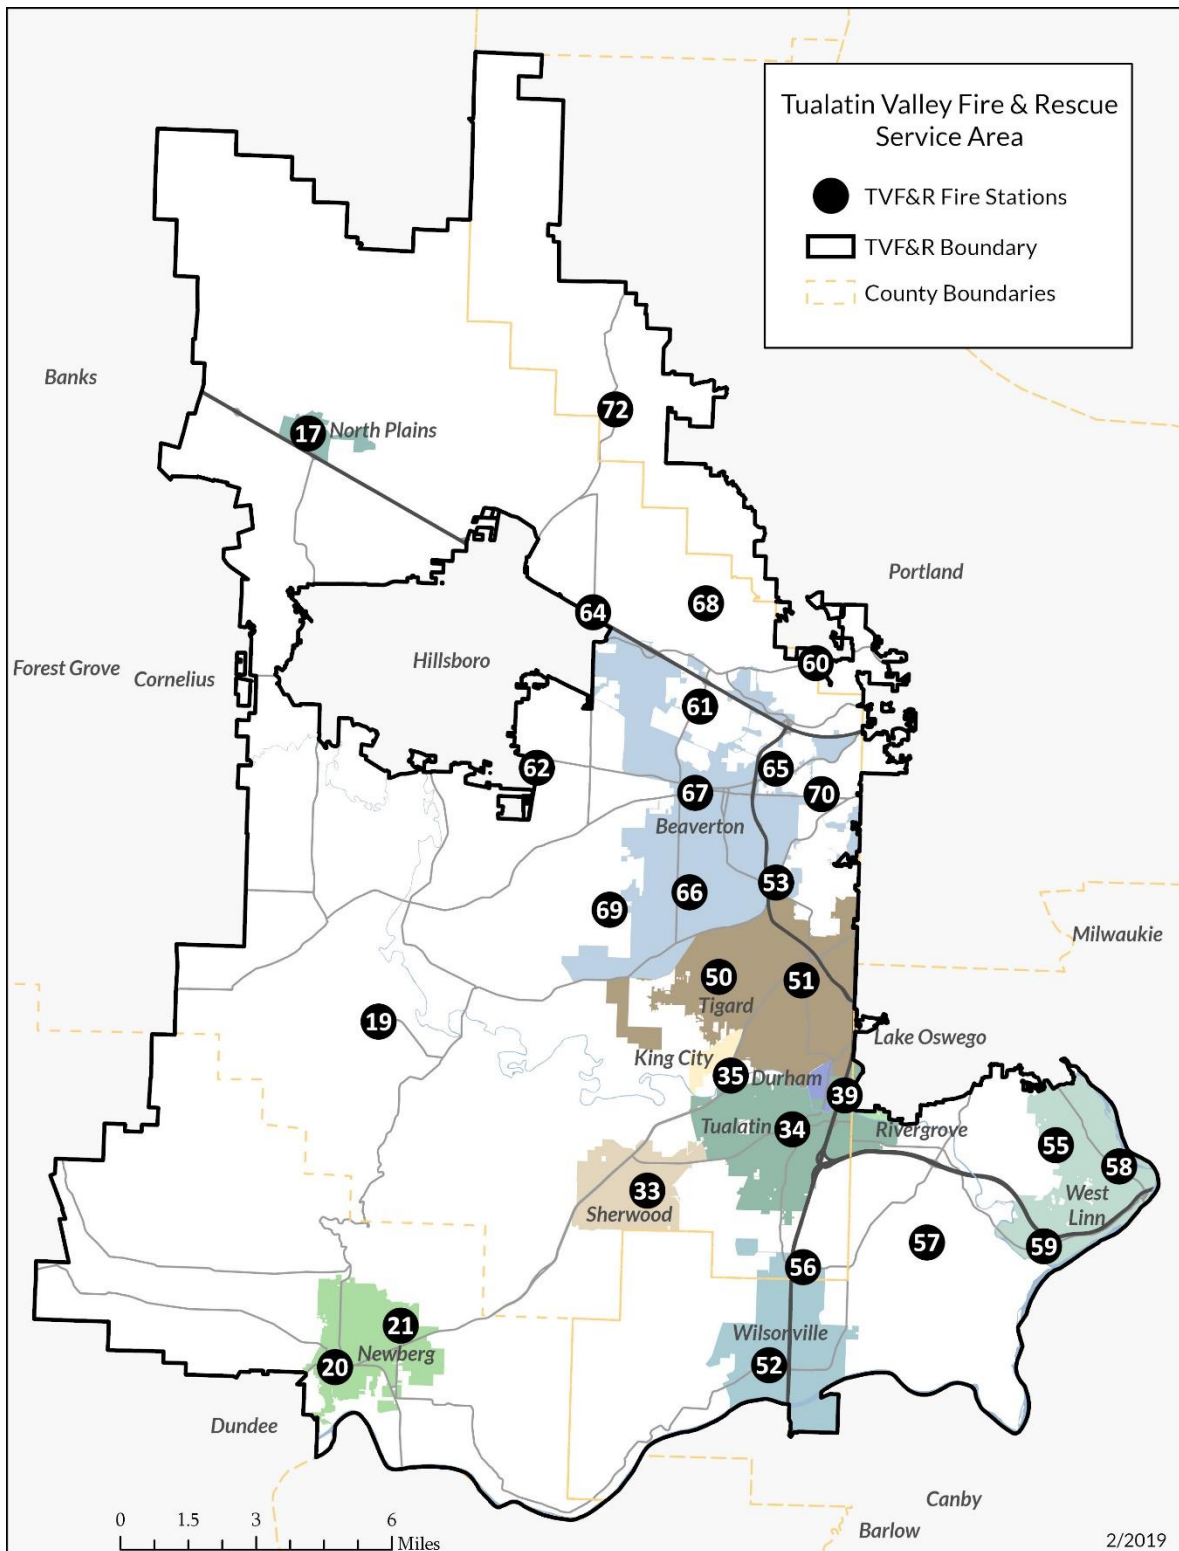 Tualatin Valley Fire & Rescue
Service Area
TVF&R Fire Stations
TVF&R Boundary
County Boundaries
Banks
72
17
North Plains
Portland
64
68
60
Forest Grove
Cornelius
Hillsboro
61
62
65
67
70
Beaverton
53
66
69
Milwaukie
50
51
Tigard
19
Lake Oswego
King City
35
Durham
39
Tualatin
34
Rivergrove
55
58
33
West
Linn
Sherwood
57
59
56
21
Wilsonville
Newberg
20
52
Dundee
Canby
Barlow
0 1.5 3 6
Miles
2/2019